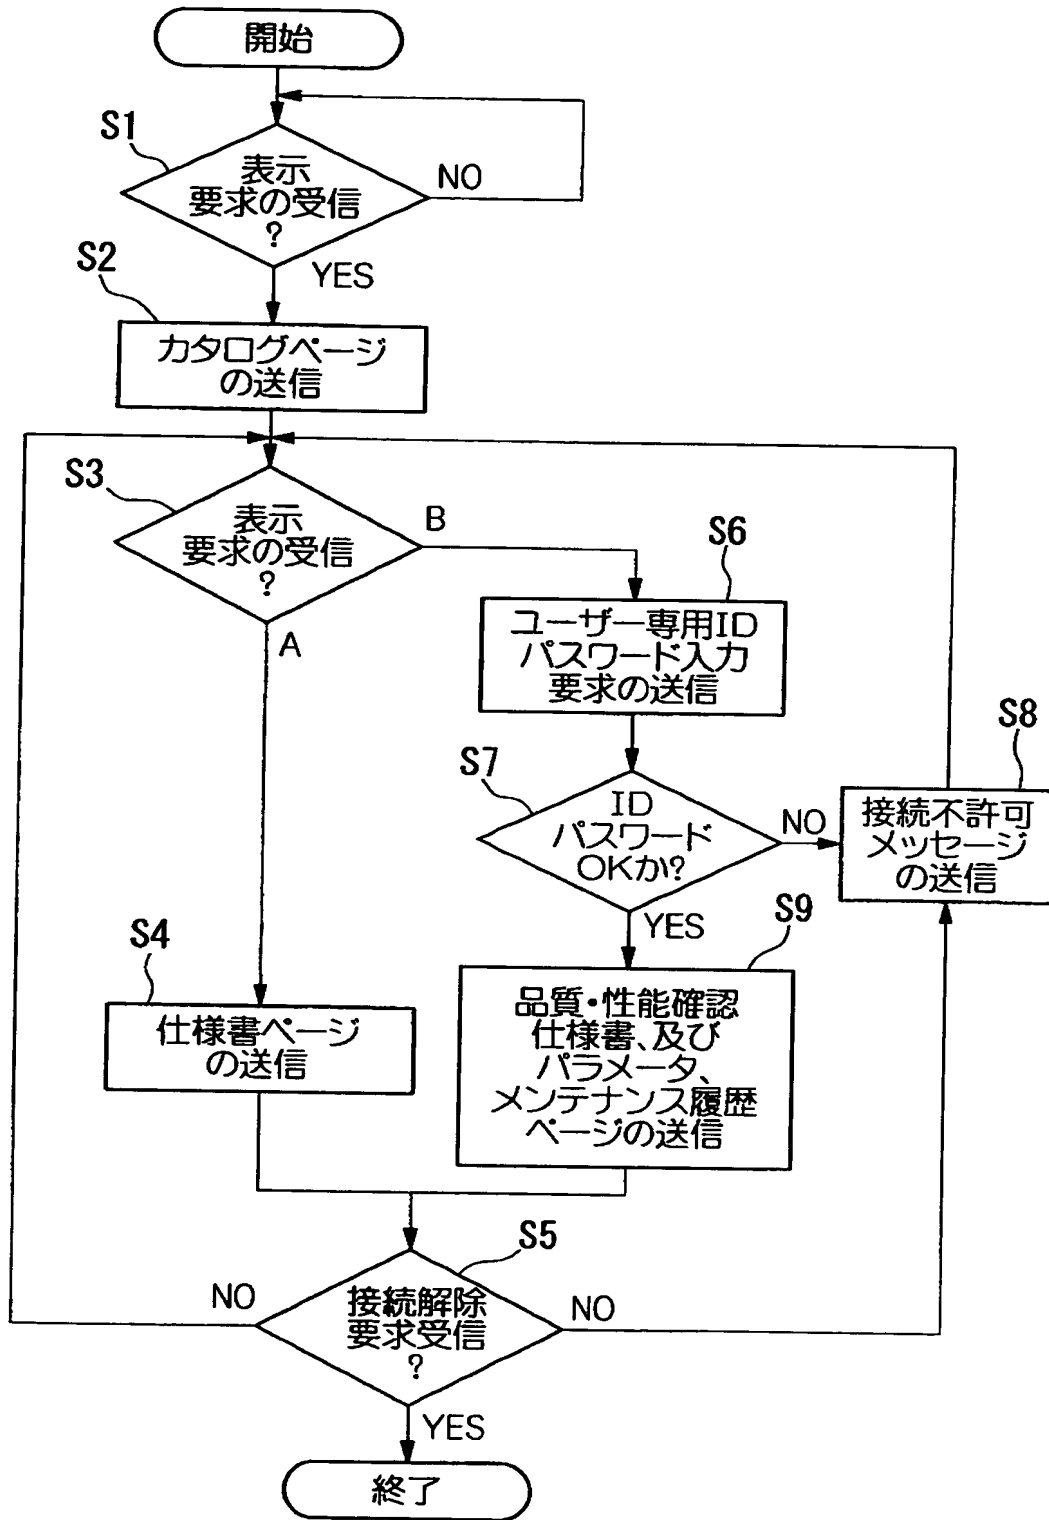 開始
S1
表示
要求の受信
?
NO
YES
S2
カタログページ
の送信
S3
表示
要求の受信
?
B
A
S6
ユーザー専用ID
パスワード入力
要求の送信
S7
ID
パスワード
OKか?
NO
YES
S8
接続不許可
メッセージ
の送信
S4
仕様書ページ
の送信
S9
品質・性能確認
仕様書、及び
パラメータ、
メンテナンス履歴
ページの送信
S5
接続解除
要求受信
?
NO
NO
YES
終了